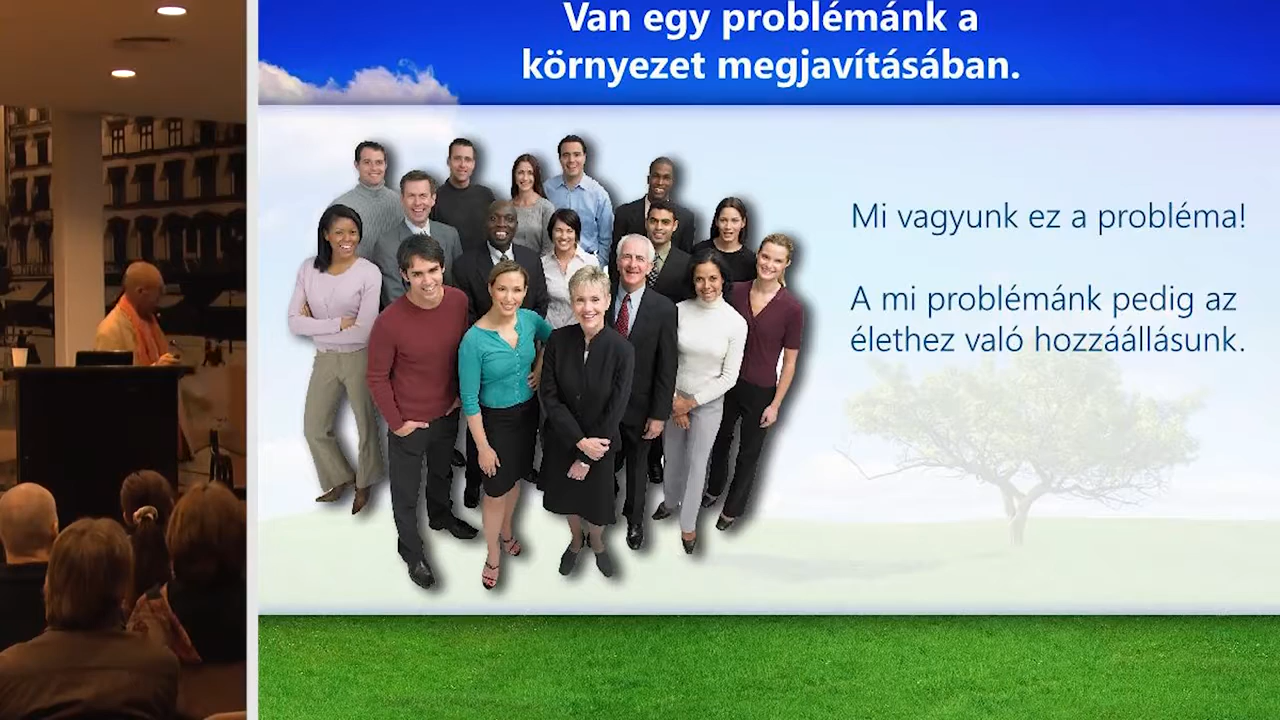 Van egy problémánk a
környezet megjavításában.
Mi vagyunk ez a probléma!
A mi problémánk pedig az
élethez való hozzáállásunk.